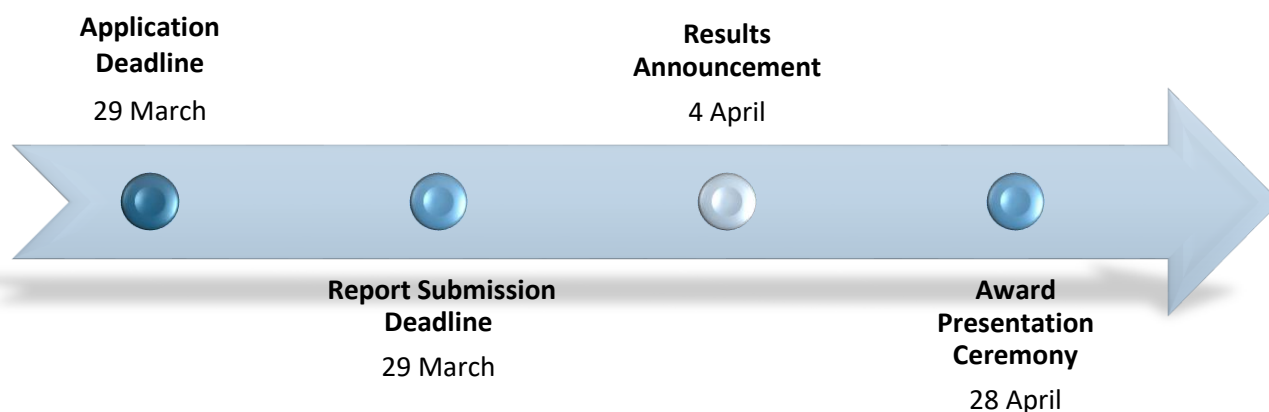 Application
Deadline
29 March
Report Submission
Deadline
29 March
Results
Announcement
4 April
Award
Presentation
Ceremony
28 April